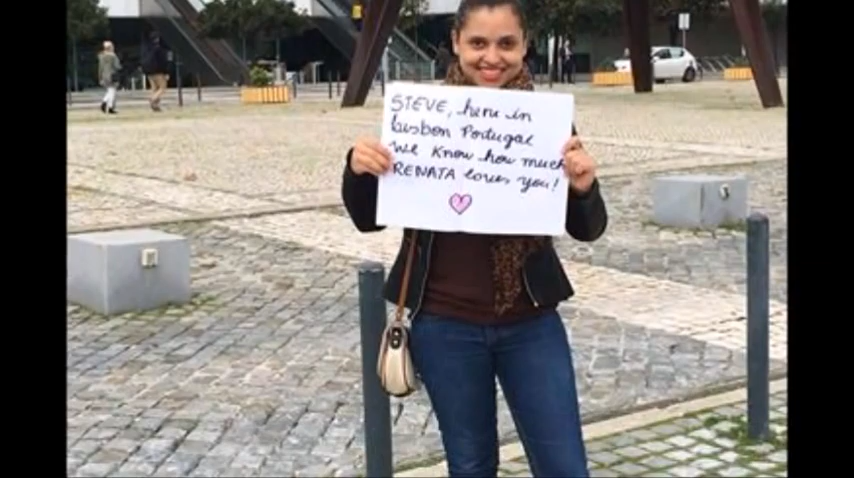 STEVE, here in
Lisbon Portugal
We Know how much
RENATA loves you!